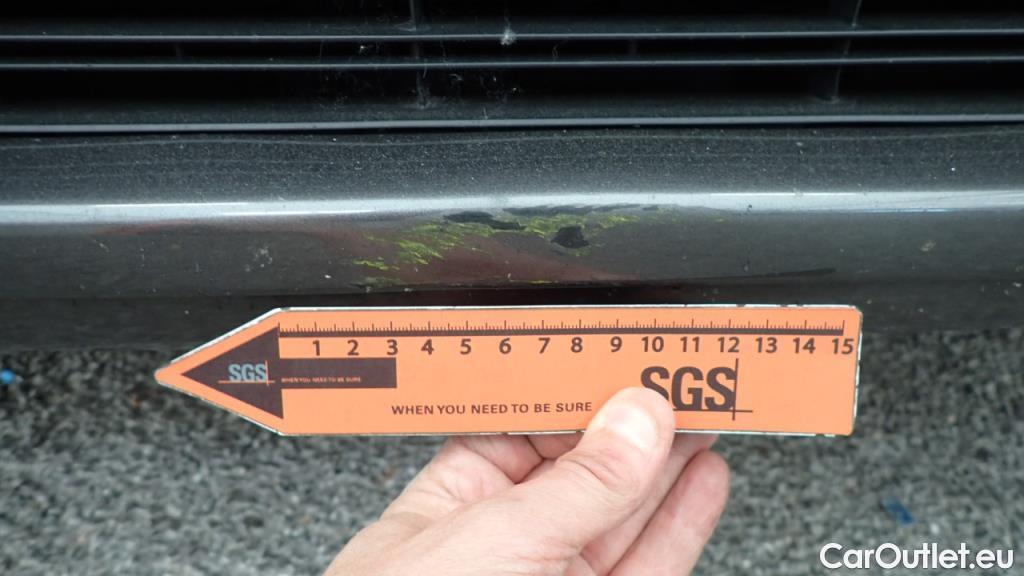 1 2 3 4 5 6 7 8 9 10 11 12 13 14 15
SGS WHEN YOU NEED TO BE SURE
SGS
WHEN YOU NEED TO BE SURE
CarOutlet.eu